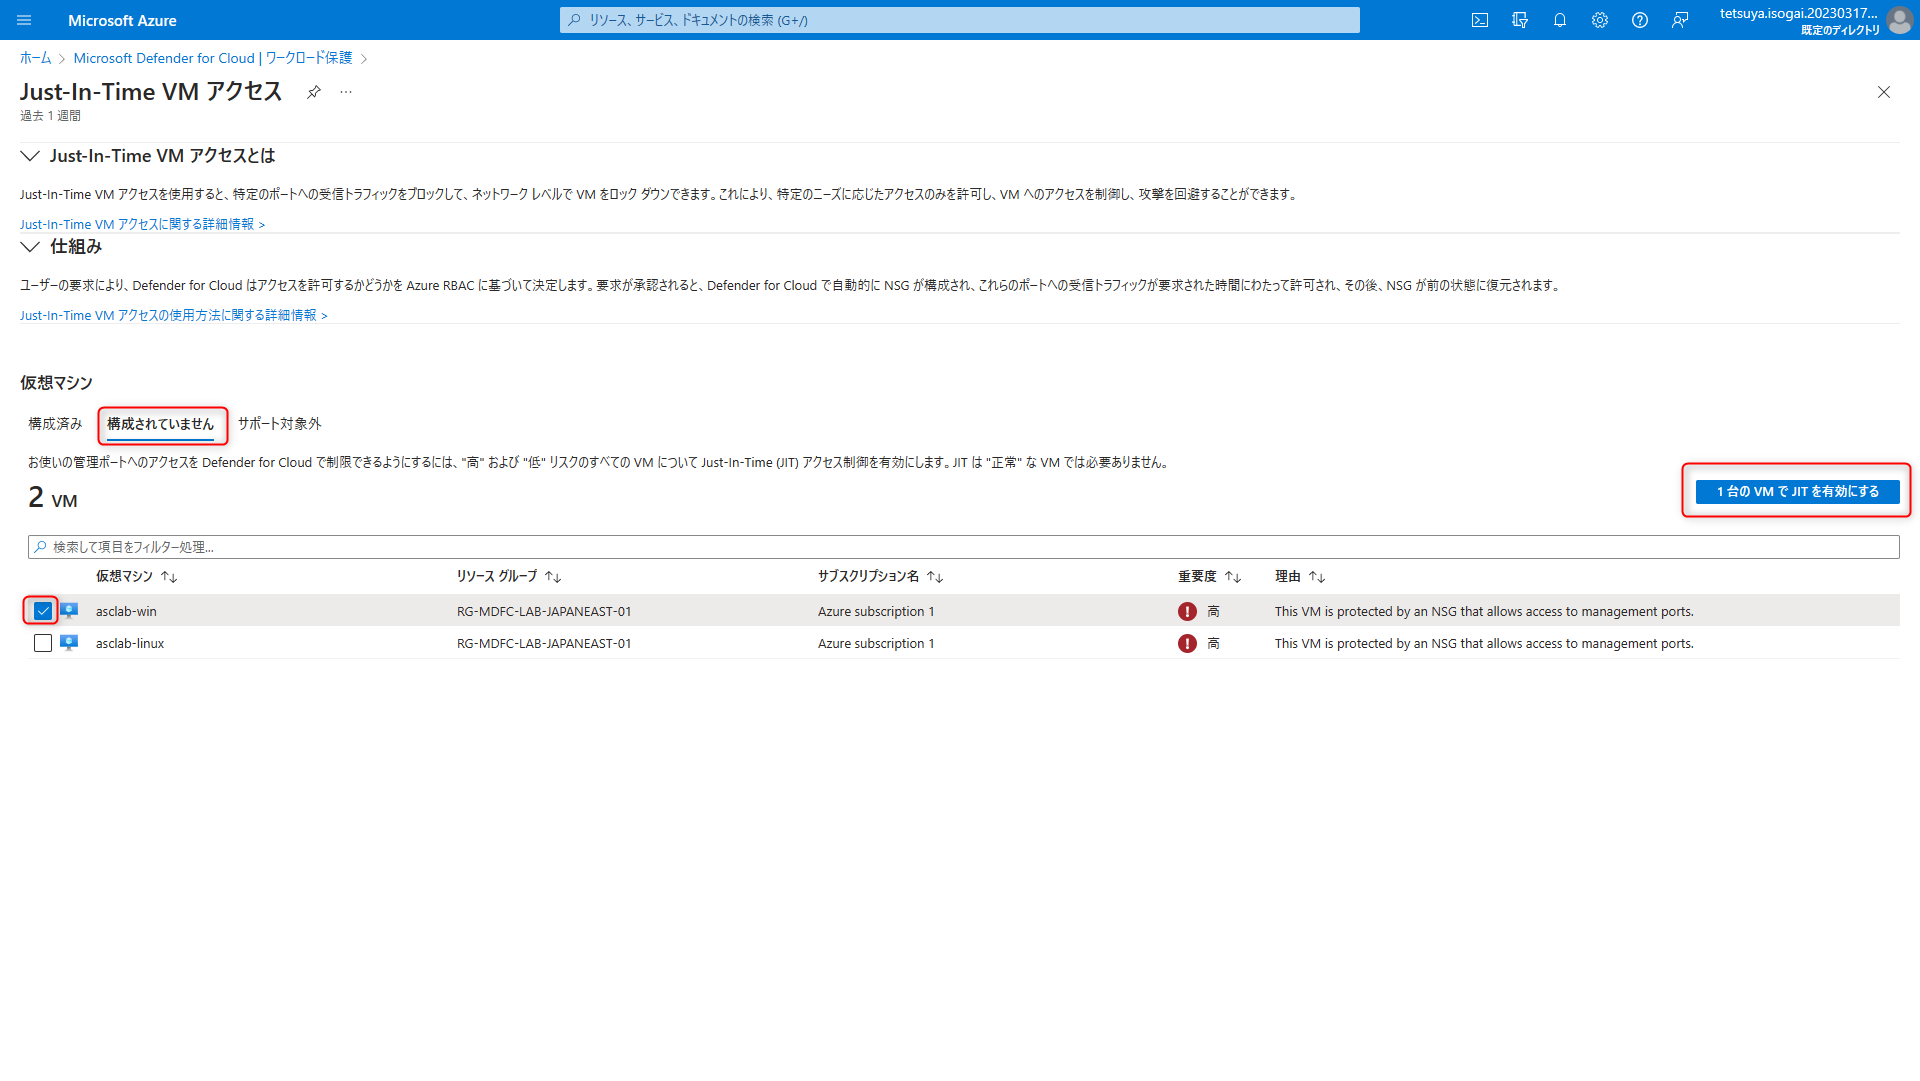 Microsoft Azure
リソース、サービス、ドキュメントの検索 (G+/)
tetsuya.isogai.20230317...
既定のディレクトリ
ホーム > Microsoft Defender for Cloud | ワークロード保護 >
Just-In-Time VM アクセス ...
過去 1 週間
Just-In-Time VM アクセスとは
Just-In-Time VM アクセスを使用すると、特定のポートへの受信トラフィックをブロックして、ネットワーク レベルで VM をロック ダウンできます。これにより、特定のニーズに応じたアクセスのみを許可し、VM へのアクセスを制御し、攻撃を回避することができます。
Just-In-Time VM アクセスに関する詳細情報 >
仕組み
ユーザーの要求により、Defender for Cloud はアクセスを許可するかどうかを Azure RBAC に基づいて決定します。要求が承認されると、Defender for Cloud で自動的に NSG が構成され、これらのポートへの受信トラフィックが要求された時間にわたって許可され、その後、NSG が前の状態に復元されます。
Just-In-Time VM アクセスの使用方法に関する詳細情報 >
仮想マシン
構成済み 構成されていません サポート対象外
お使いの管理ポートへのアクセスを Defender for Cloud で制限できるようにするには、"高" および "低" リスクのすべての VM について Just-In-Time (JIT) アクセス制御を有効にします。JIT は "正常" な VM では必要ありません。
2 VM
1 台の VM で JIT を有効にする
検索して項目をフィルター処理...
仮想マシン ↑↓ リソース グループ ↑↓ サブスクリプション名 ↑↓ 重要度 ↑↓ 理由 ↑↓
asclab-win RG-MDFC-LAB-JAPANEAST-01 Azure subscription 1 高 This VM is protected by an NSG that allows access to management ports.
asclab-linux RG-MDFC-LAB-JAPANEAST-01 Azure subscription 1 高 This VM is protected by an NSG that allows access to management ports.